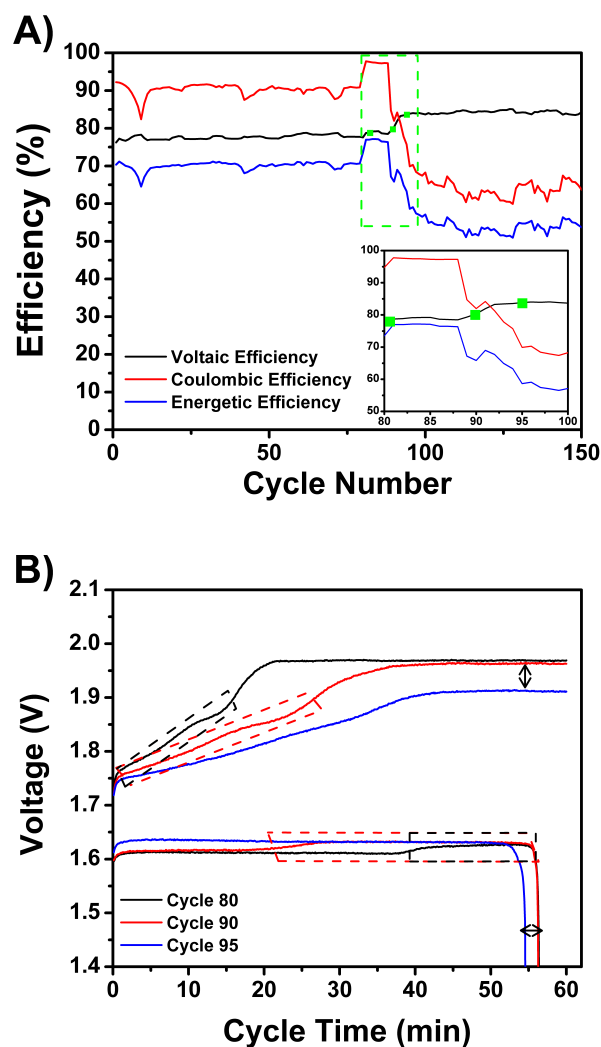 A)
100
90
80
70
60
50
40
30
20
10
0
Efficiency (%)
Voltaic Efficiency
Coulombic Efficiency
Energetic Efficiency
100
90
80
70
60
50
80 85 90 95 100
0 50 100 150
Cycle Number
B)
2.1
2.0
1.9
1.8
1.7
1.6
1.5
1.4
Voltage (V)
Cycle 80
Cycle 90
Cycle 95
0 10 20 30 40 50 60
Cycle Time (min)